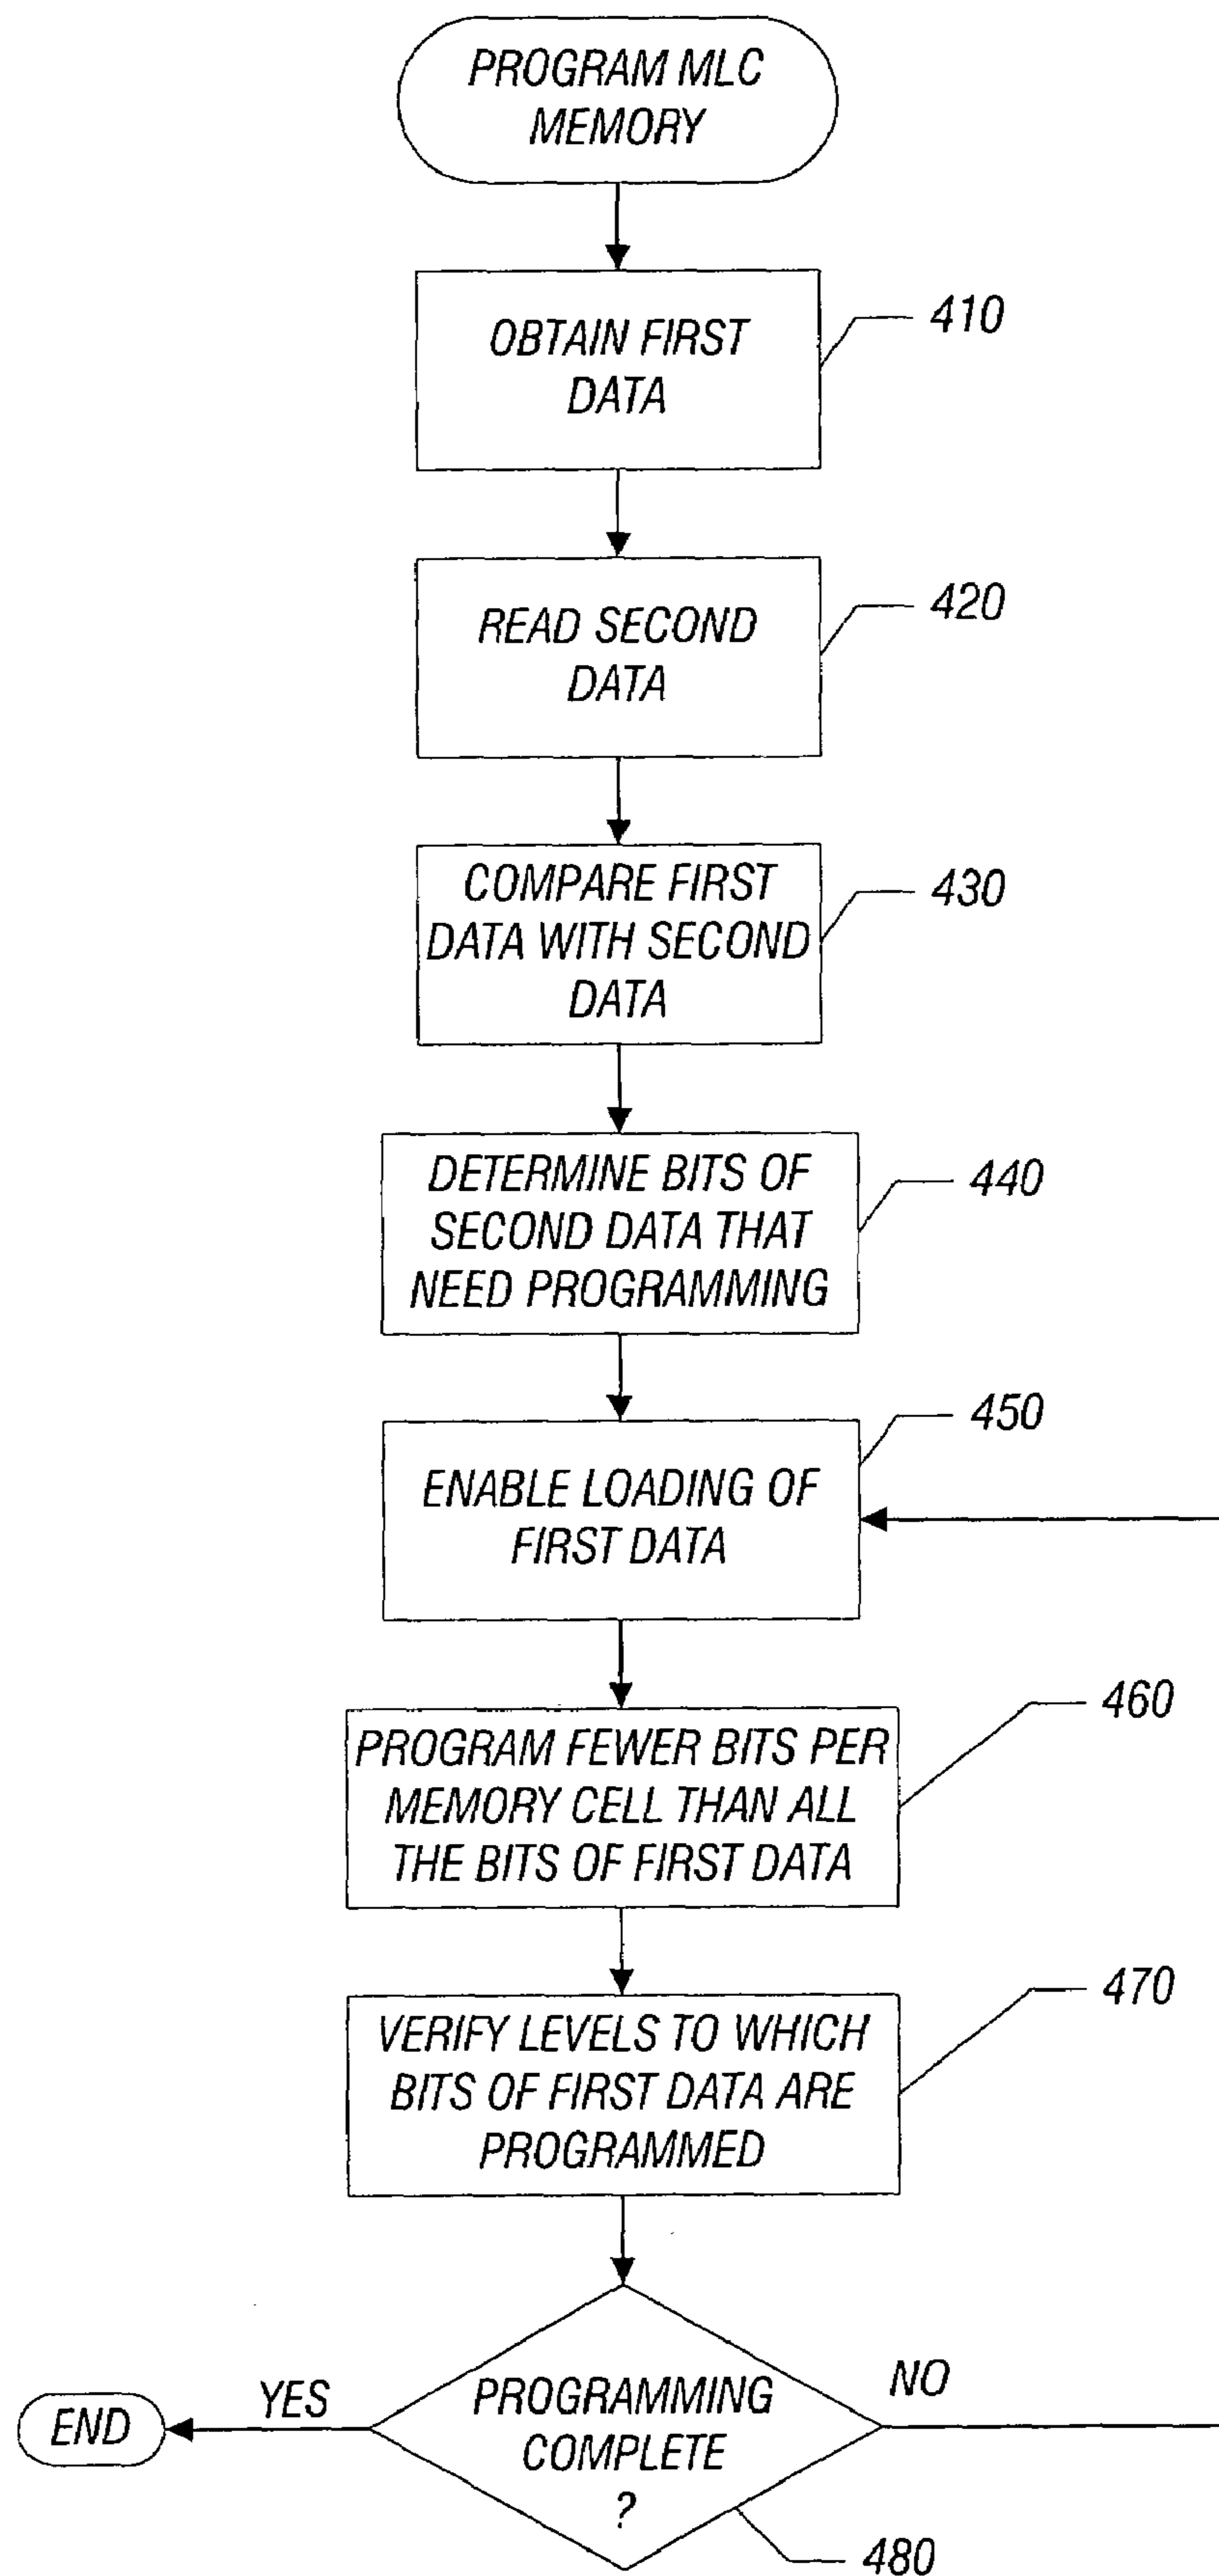 PROGRAM MLC
MEMORY
OBTAIN FIRST
DATA
410
READ SECOND
DATA
420
COMPARE FIRST
DATA WITH SECOND
DATA
430
DETERMINE BITS OF
SECOND DATA THAT
NEED PROGRAMMING
440
ENABLE LOADING OF
FIRST DATA
450
PROGRAM FEWER BITS PER
MEMORY CELL THAN ALL
THE BITS OF FIRST DATA
460
VERIFY LEVELS TO WHICH
BITS OF FIRST DATA ARE
PROGRAMMED
470
PROGRAMMING
COMPLETE
?
480
YES
END
NO